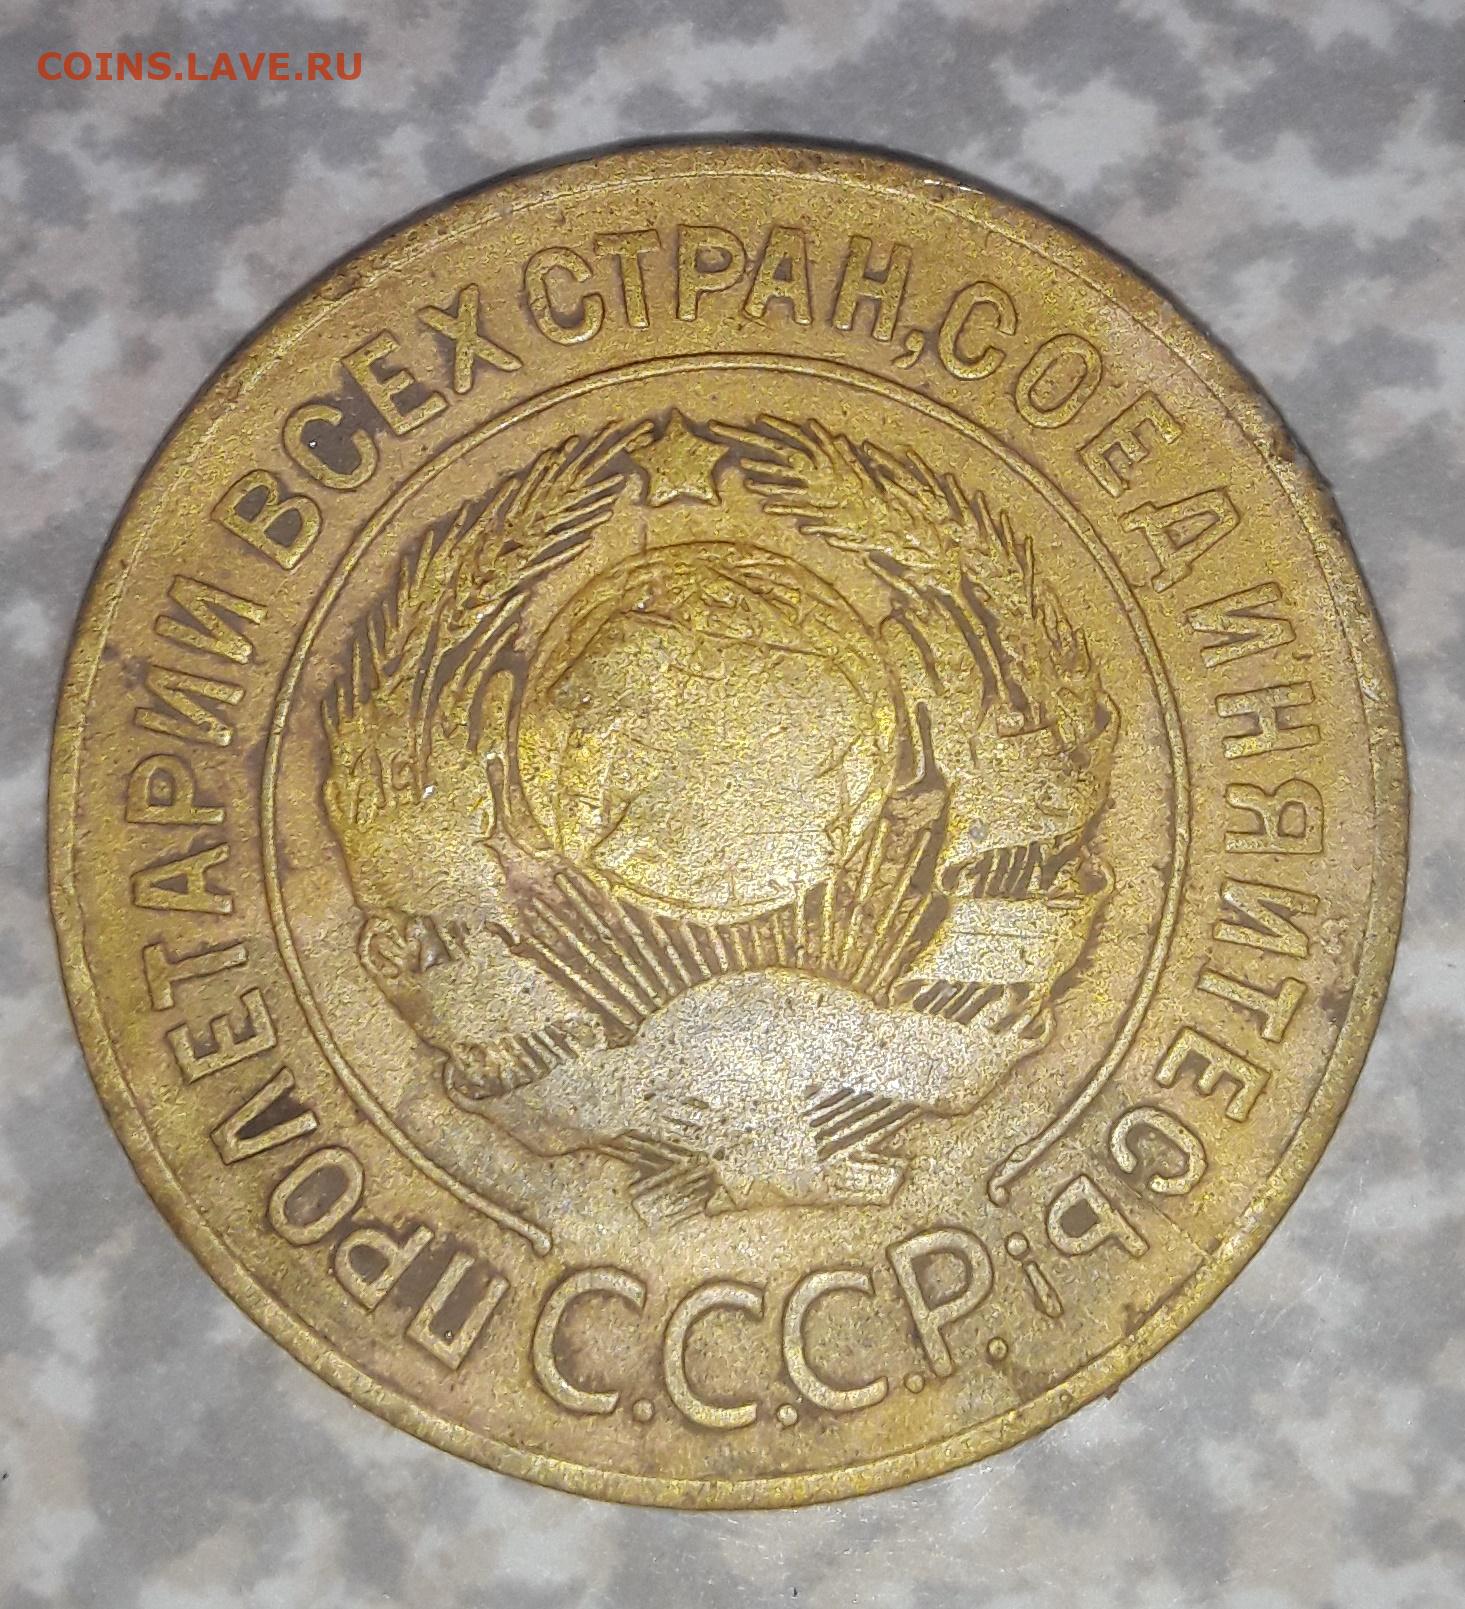 COINS.LAVE.RU
ПРОЛЕТАРИИ ВСЕХ СТРАН, СОЕДИНЯЙТЕСЬ!
С.С.С.Р.